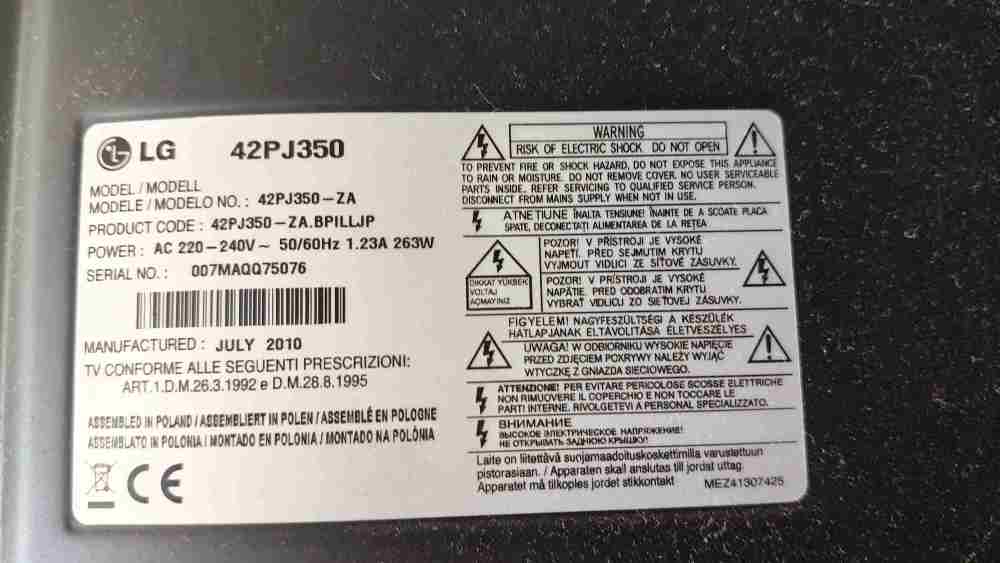 LG 42PJ350
MODEL / MODELL
MODELE / MODELO NO. : 42PJ350-ZA
PRODUCT CODE : 42PJ350-ZA.BPILLJP
POWER : AC 220-240V~ 50/60Hz 1.23A 263W
SERIAL NO. : 007MAQQ75076
MANUFACTURED : JULY 2010
TV CONFORME ALLE SEGUENTI PRESCRIZIONI:
ART.1.D.M.26.3.1992 e D.M.28.8.1995
ASSEMBLED IN POLAND / ASSEMBLIERT IN POLEN / ASSEMBLÉ EN POLOGNE
ASSEMBLATO IN POLONIA / MONTADO EN POLONIA / MONTADO NA POLÓNIA
CE
WARNING
RISK OF ELECTRIC SHOCK DO NOT OPEN
TO PREVENT FIRE OR SHOCK HAZARD, DO NOT EXPOSE THIS APPLIANCE
TO RAIN OR MOISTURE. DO NOT REMOVE COVER. NO USER SERVICEABLE
PARTS INSIDE. REFER SERVICING TO QUALIFIED SERVICE PERSON.
DISCONNECT FROM MAINS SUPPLY WHEN NOT IN USE.
ATENŢIUNE ÎNALTA TENSIUNE! ÎNAINTE DE A SCOATE PLACA
SPATE, DECONECTAŢI ALIMENTAREA DE LA REŢEA
DIKKAT YÜKSEK
VOLTAJ
AÇMAYINIZ
POZOR! V PŘÍSTROJI JE VYSOKÉ
NAPĚTÍ. PŘED SEJMUTÍM KRYTU
VYJMOUT VIDLICI ZE SÍŤOVÉ ZÁSUVKY.
POZOR! V PRÍSTROJI JE VYSOKÉ
NAPÄTIE. PRED ODOBRATIM KRYTU
VYBRAŤ VIDLICU ZO SIEŤOVEJ ZÁSUVKY.
FIGYELEM! NAGYFESZÜLTSÉG! A KÉSZÜLÉK
HÁTLAPJÁNAK ELTÁVOLÍTÁSA ÉLETVESZÉLYES
UWAGA! W ODBIORNIKU WYSOKIE NAPIĘCIE
PRZED ZDJĘCIEM POKRYWY NALEŻY WYJĄĆ
WTYCZKĘ Z GNIAZDA SIECIOWEGO.
ATTENZIONE! PER EVITARE PERICOLOSE SCOSSE ELETTRICHE
NON RIMUOVERE IL COPERCHIO E NON TOCCARE LE
PARTI INTERNE. RIVOLGETEVI A PERSONAL SPECIALIZZATO.
ВНИМАНИЕ
ВЫСОКОЕ ЭЛЕКТРИЧЕСКОЕ НАПРЯЖЕНИЕ!
НЕ ОТКРЫВАТЬ ЗАДНЮЮ КРЫШКУ!
Laite on liitettävä suojamaadoituskoskettimilla varustettuun
pistorasiaan. / Apparaten skall anslutas till jordat uttag.
Apparatet må tilkoples jordet stikkontakt
MEZ41307425